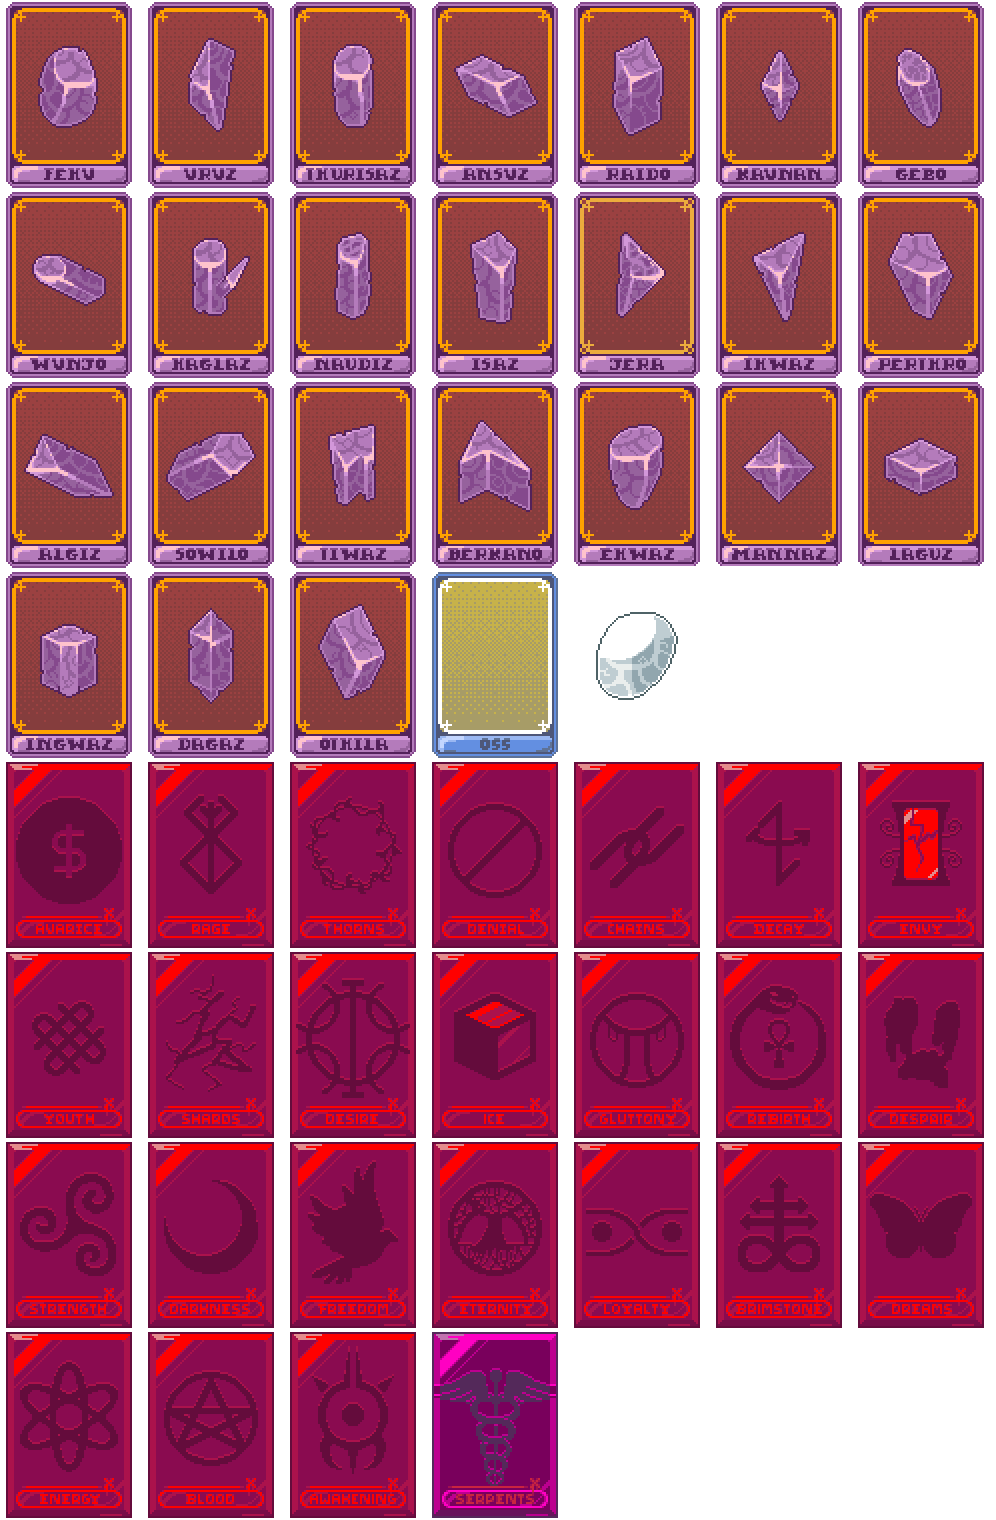 FEHU URUZ THURISAZ ANSUZ RAIDO KAUNAN GEBO
WUNJO HAGLAZ NAUDIZ ISAZ JERA IHWAZ PERTHRO
ALGIZ SOWILO TIWAZ BERKANO EHWAZ MANNAZ LAGUZ
INGWAZ DAGAZ OTHILA OSS
$
AVARICE RAGE THORNS DENIAL CHAINS DECAY ENVY
YOUTH SHARDS DESIRE ICE GLUTTONY REBIRTH DESPAIR
STRENGTH DARKNESS FREEDOM ETERNITY LOYALTY BRIMSTONE DREAMS
ENERGY BLOOD AWAKENING SERPENTS